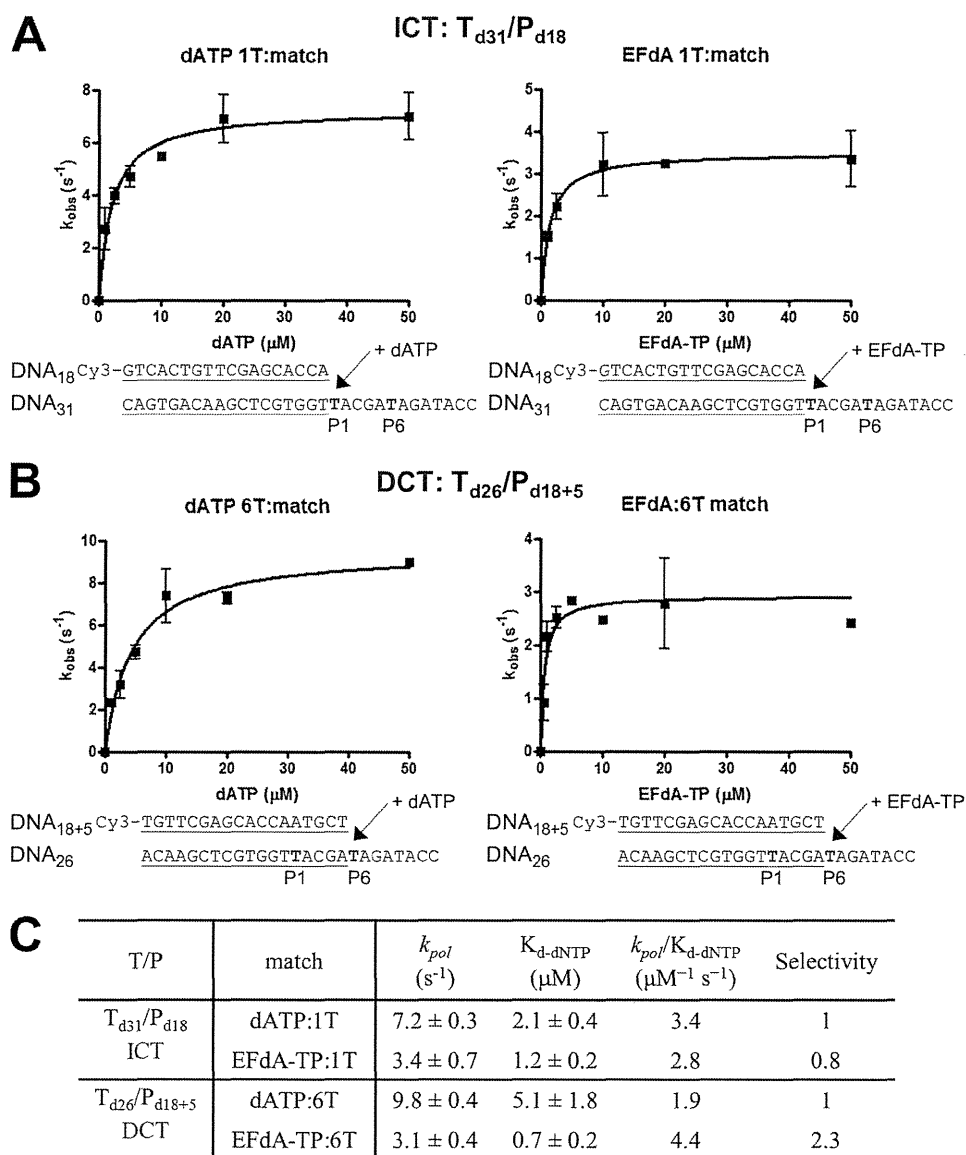 A
ICT: Td31/Pd18
dATP 1T:match
EFdA 1T:match
kobs (s-1)
8
6
4
2
0
0 10 20 30 40 50
dATP (µM)
kobs (s-1)
5
4
3
2
1
0
0 10 20 30 40 50
EFdA-TP (µM)
+ dATP
DNA18 Cy3-GTCACTGTTCGAGCACCA
DNA31 CAGTGACAAGCTCGTGGTTACGATAGATACC
P1 P6
+ EFdA-TP
DNA18 Cy3-GTCACTGTTCGAGCACCA
DNA31 CAGTGACAAGCTCGTGGTTACGATAGATACC
P1 P6
B
DCT: Td26/Pd18+5
dATP 6T:match
EFdA:6T match
kobs (s-1)
10
8
6
4
2
0
0 10 20 30 40 50
dATP (µM)
kobs (s-1)
4
3
2
1
0
0 10 20 30 40 50
EFdA-TP (µM)
+ dATP
DNA18+5 Cy3-TGTTCGAGCACCAATGCT
DNA26 ACAAGCTCGTGGTTACGATAGATACC
P1 P6
+ EFdA-TP
DNA18+5 Cy3-TGTTCGAGCACCAATGCT
DNA26 ACAAGCTCGTGGTTACGATAGATACC
P1 P6
C
T/P match kpol (s-1) Kd-dNTP (µM) kpol/Kd-dNTP (µM−1 s−1) Selectivity
Td31/Pd18 ICT
dATP:1T 7.2 ± 0.3 2.1 ± 0.4 3.4 1
EFdA-TP:1T 3.4 ± 0.7 1.2 ± 0.2 2.8 0.8
Td26/Pd18+5 DCT
dATP:6T 9.8 ± 0.4 5.1 ± 1.8 1.9 1
EFdA-TP:6T 3.1 ± 0.4 0.7 ± 0.2 4.4 2.3